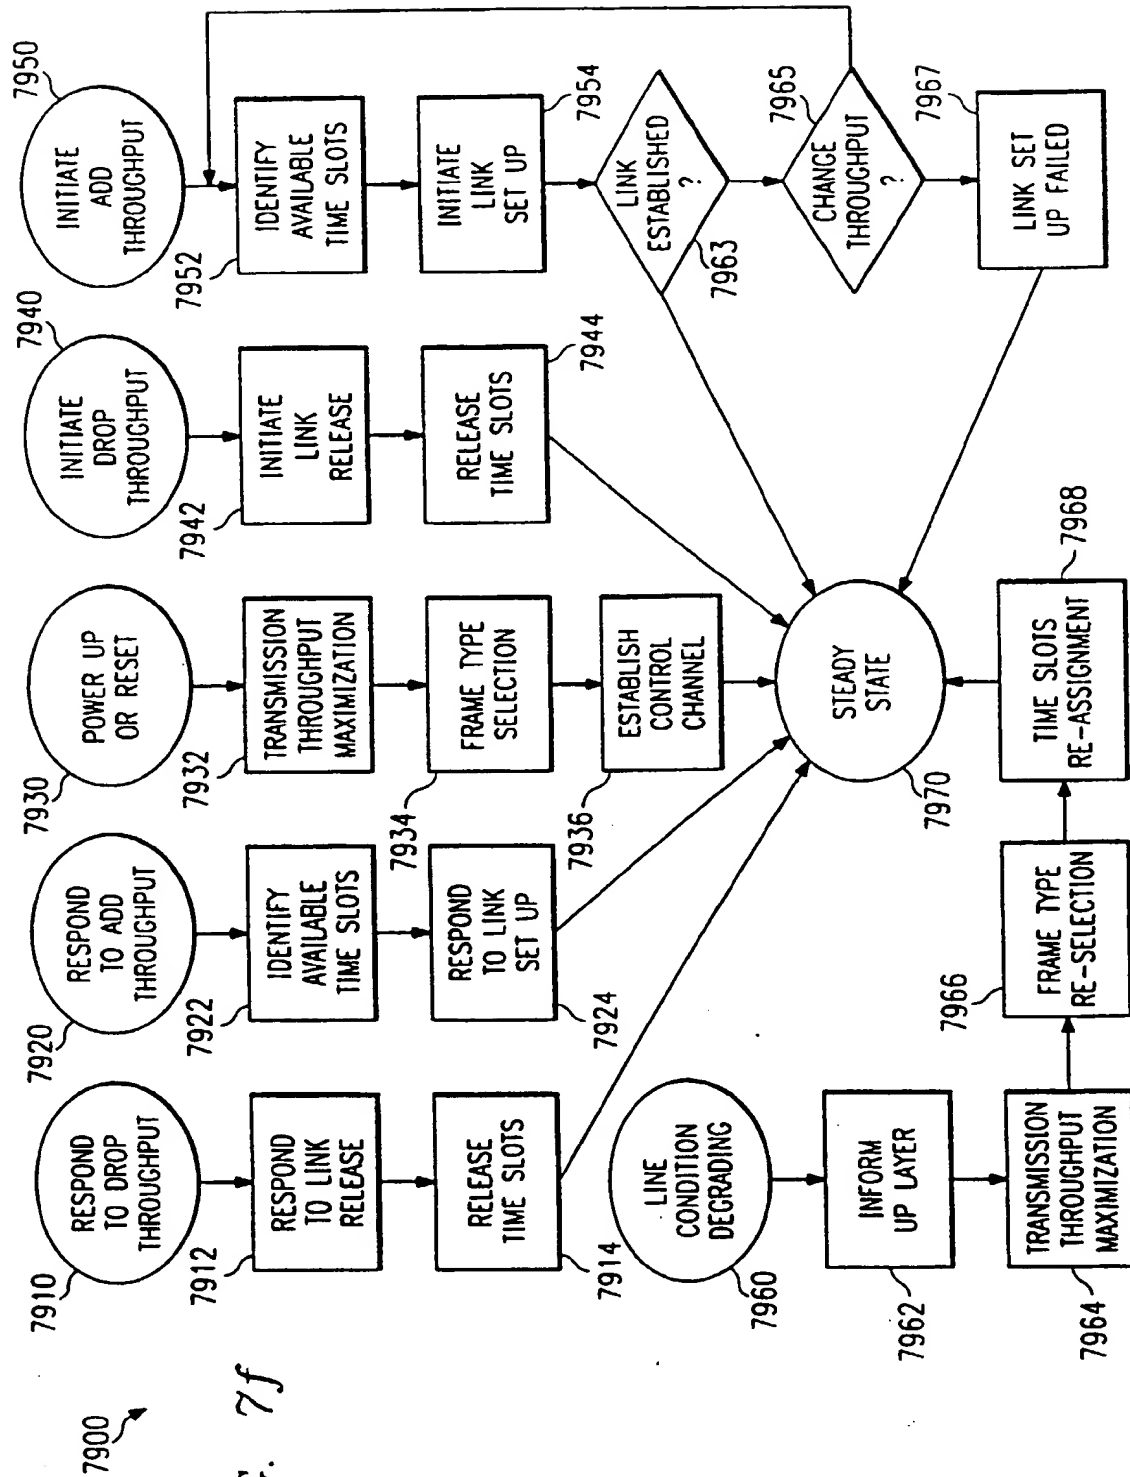 7900
7f
7910
RESPOND
TO DROP
THROUGHPUT
7912
RESPOND
TO LINK
RELEASE
RELEASE
TIME SLOTS
7914
7920
RESPOND
TO ADD
THROUGHPUT
7922
IDENTIFY
AVAILABLE
TIME SLOTS
RESPOND
TO LINK
SET UP
7924
7930
POWER UP
OR RESET
7932
TRANSMISSION
THROUGHPUT
MAXIMIZATION
7934
FRAME TYPE
SELECTION
7936
ESTABLISH
CONTROL
CHANNEL
7940
INITIATE
DROP
THROUGHPUT
7942
INITIATE
LINK
RELEASE
RELEASE
TIME SLOTS
7944
7950
INITIATE
ADD
THROUGHPUT
7952
IDENTIFY
AVAILABLE
TIME SLOTS
INITIATE
LINK
SET UP
7954
LINK
ESTABLISHED
?
7963
CHANGE
THROUGHPUT
?
7965
LINK SET
UP FAILED
7967
LINE
CONDITION
DEGRADING
7960
INFORM
UP LAYER
7962
TRANSMISSION
THROUGHPUT
MAXIMIZATION
7964
7966
FRAME TYPE
RE-SELECTION
TIME SLOTS
RE-ASSIGNMENT
7968
STEADY
STATE
7970